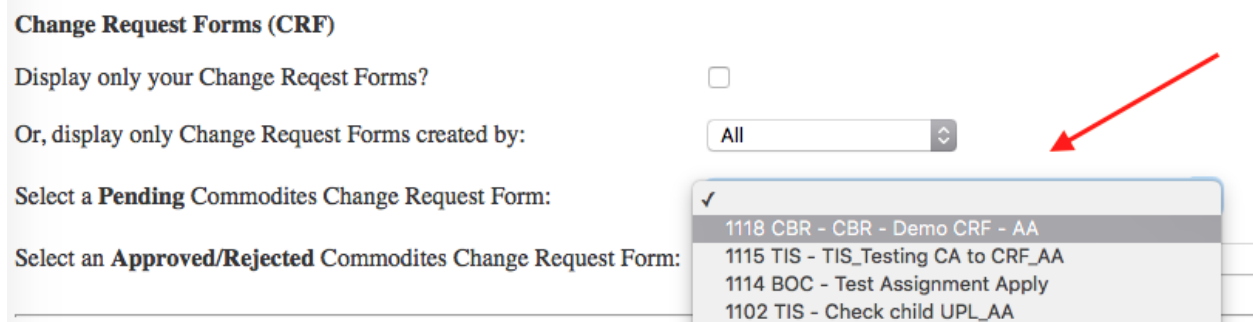 Change Request Forms (CRF)
Display only your Change Reqest Forms?
Or, display only Change Request Forms created by:
All
Select a Pending Commodites Change Request Form:
✓
1118 CBR - CBR - Demo CRF - AA
Select an Approved/Rejected Commodites Change Request Form:
1115 TIS - TIS_Testing CA to CRF_AA
1114 BOC - Test Assignment Apply
1102 TIS - Check child UPL_AA